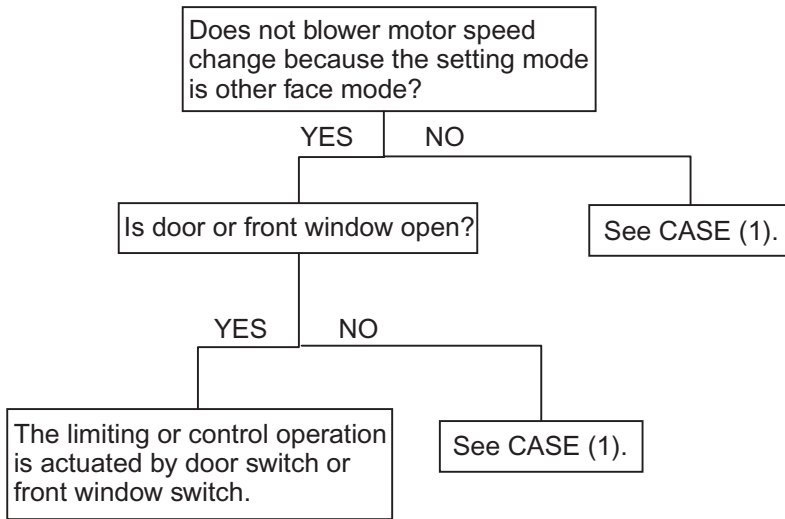 Does not blower motor speed
change because the setting mode
is other face mode?
YES
NO
Is door or front window open?
See CASE (1).
YES
NO
The limiting or control operation
is actuated by door switch or
front window switch.
See CASE (1).